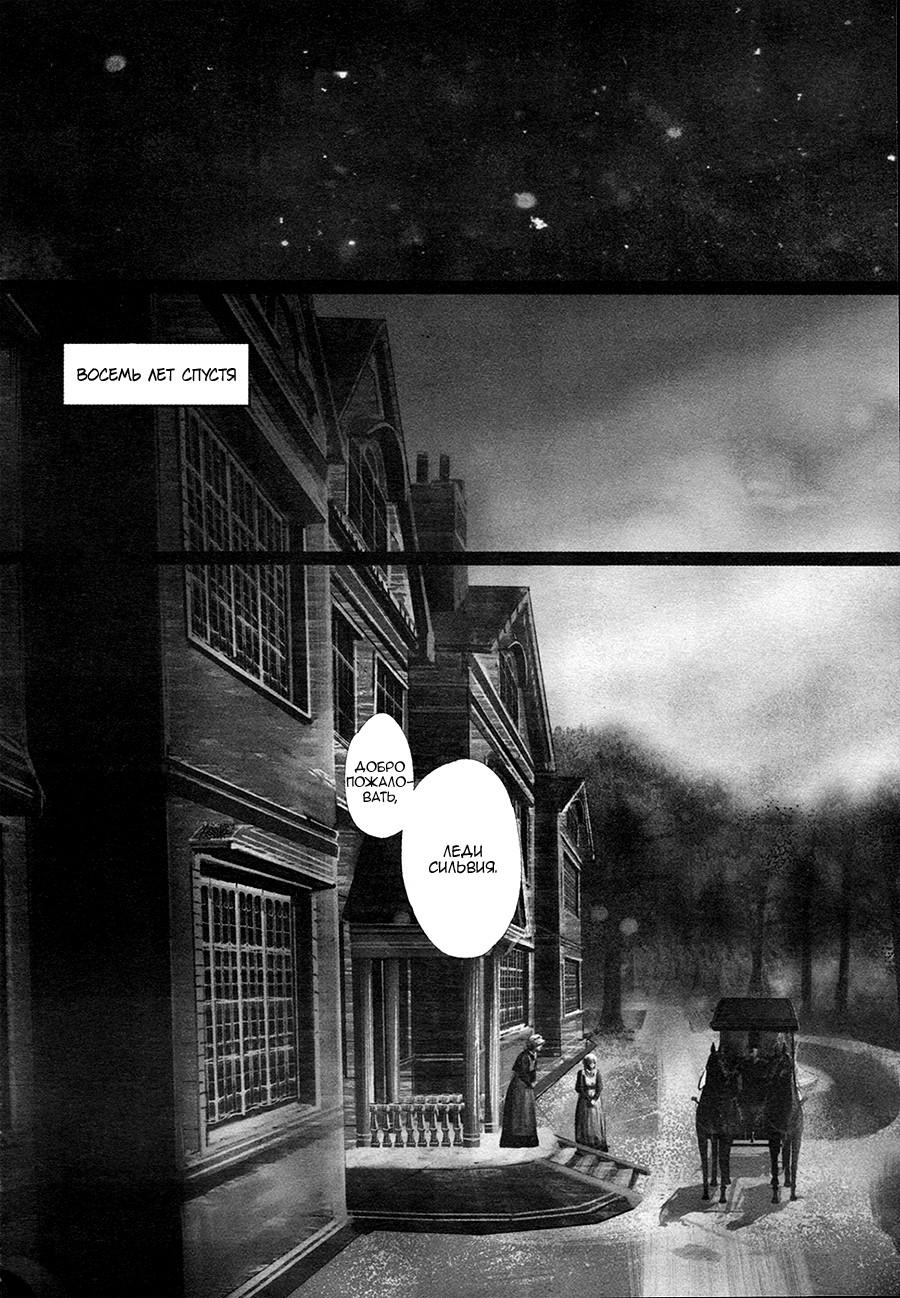 ВОСЕМЬ ЛЕТ СПУСТЯ
ДОБРО
ПОЖАЛО-
ВАТЬ,
ЛЕДИ
СИЛЬВИЯ.